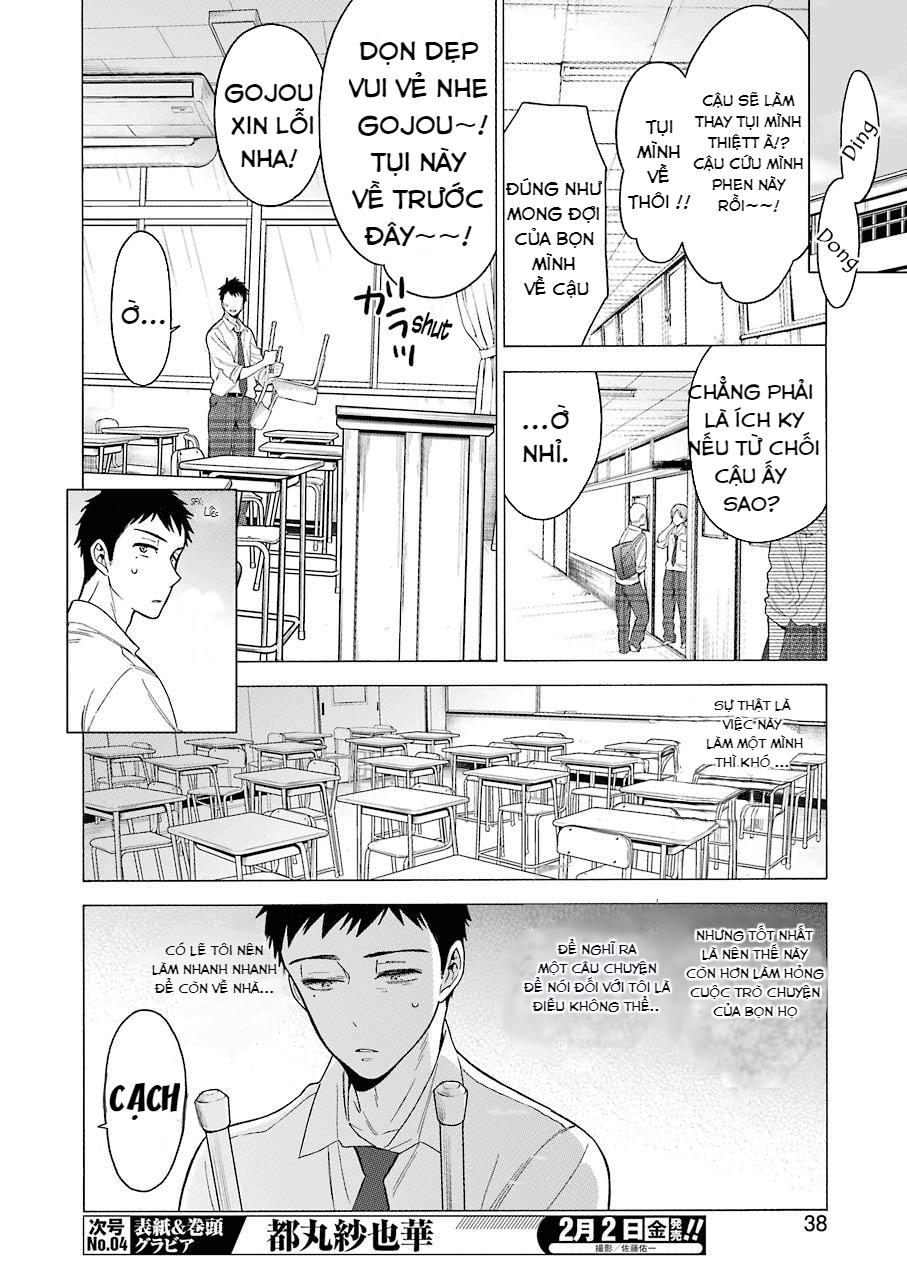 Ding
Dong
CẬU SẼ LÀM
THAY TỤI MÌNH
THIỆTT Ã!?
CẬU CỨU MÌNH
PHEN NÀY
RỒI~~!
TỤI
MÌNH
VỀ
THÔI !!
ĐÚNG NHƯ
MONG ĐỢI
CỦA BỌN
MÌNH
VỀ CẬU
CHẲNG PHẢI
LÀ ÍCH KỶ
NẾU TỪ CHỐI
CẬU ẤY
SAO?
...Ờ
NHỈ.
DỌN DẸP
VUI VẺ NHE
GOJOU~!
TỤI NÀY
VỀ TRƯỚC
ĐÂY~~!
GOJOU
XIN LỖI
NHA!
ガラッ
shut
Ờ...
SFX:
Liếc
SỰ THẬT LÀ
VIỆC NÀY
LÀM MỘT MÌNH
THÌ KHÓ ...
NHƯNG TỐT NHẤT
LÀ NÊN THẾ NÀY
CÒN HƠN LÀM HỎNG
CUỘC TRÒ CHUYỆN
CỦA BỌN HỌ
ĐỂ NGHĨ RA
MỘT CÂU CHUYỆN
ĐỂ NÓI ĐỐI VỚI TÔI LÀ
ĐIỀU KHÔNG THỂ..
CÓ LẼ TÔI NÊN
LÀM NHANH NHANH
ĐỂ CÒN VỀ NHÀ...
CẠCH
38
次号
No.04
表紙&巻頭
グラビア
都丸紗也華
2月2日金発売!!
撮影/佐藤佑一